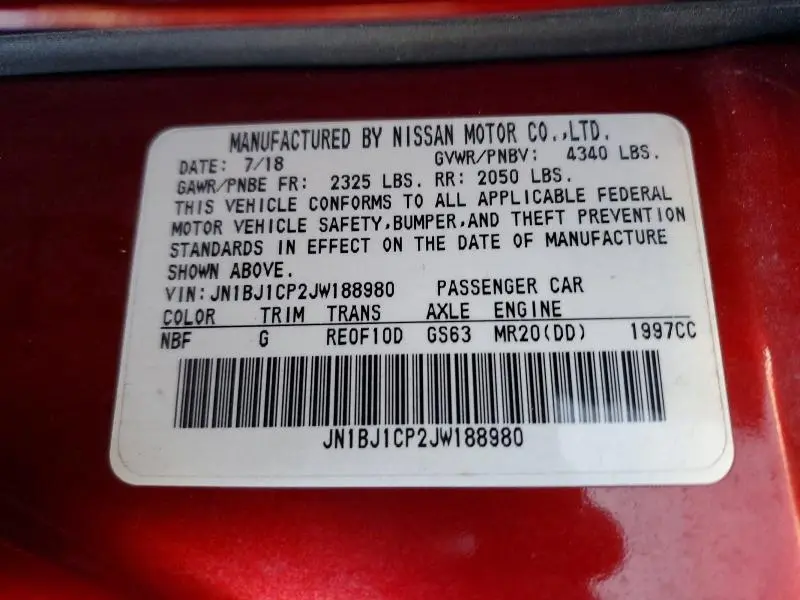 MANUFACTURED BY NISSAN MOTOR CO.,LTD.
DATE: 7/18 GVWR/PNBV: 4340 LBS.
GAWR/PNBE FR: 2325 LBS. RR: 2050 LBS.
THIS VEHICLE CONFORMS TO ALL APPLICABLE FEDERAL
MOTOR VEHICLE SAFETY,BUMPER,AND THEFT PREVENTION
STANDARDS IN EFFECT ON THE DATE OF MANUFACTURE
SHOWN ABOVE.
VIN:JN1BJ1CP2JW188980 PASSENGER CAR
COLOR TRIM TRANS AXLE ENGINE
NBF G RE0F10D GS63 MR20(DD) 1997CC
JN1BJ1CP2JW188980